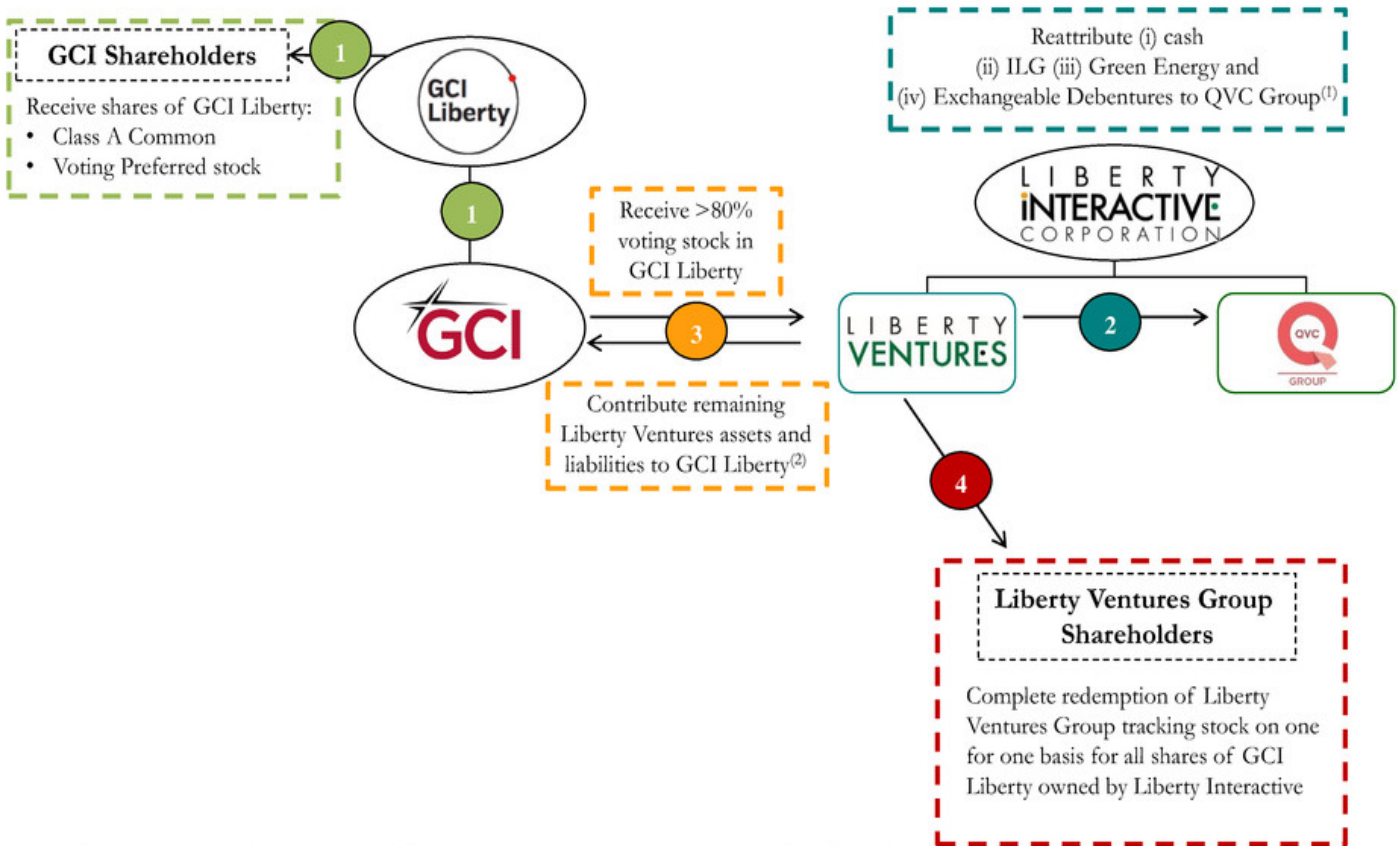 GCI Shareholders
Receive shares of GCI Liberty:
• Class A Common
• Voting Preferred stock
1
GCI
Liberty
1
GCI
Receive >80%
voting stock in
GCI Liberty
3
Contribute remaining
Liberty Ventures assets and
liabilities to GCI Liberty(2)
Reattribute (i) cash
(ii) ILG (iii) Green Energy and
(iv) Exchangeable Debentures to QVC Group(1)
LIBERTY
iNTERACTIVE
CORPORATION
LIBERTY
VENTURES
2
QVC
GROUP
4
Liberty Ventures Group
Shareholders
Complete redemption of Liberty
Ventures Group tracking stock on one
for one basis for all shares of GCI
Liberty owned by Liberty Interactive